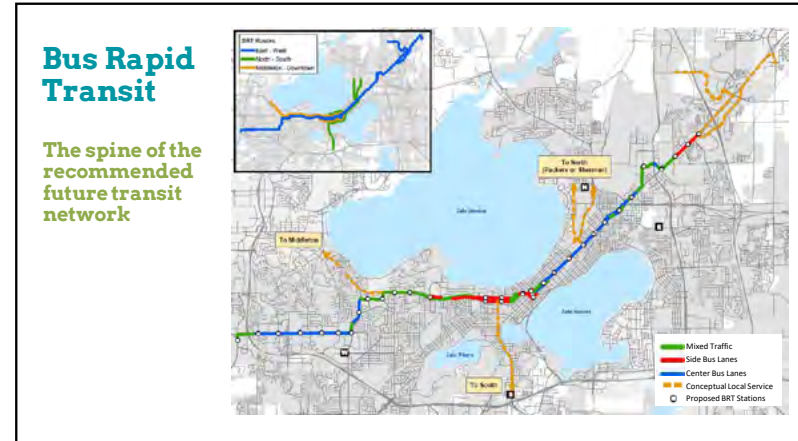 Bus Rapid
Transit
The spine of the
recommended
future transit
network
BRT Routes
East - West
North - South
Middleton - Downtown
To North
(Packers or Sherman)
Lake Mendota
To Middleton
Lake Monona
To South
Mixed Traffic
Side Bus Lanes
Center Bus Lanes
Conceptual Local Service
Proposed BRT Stations